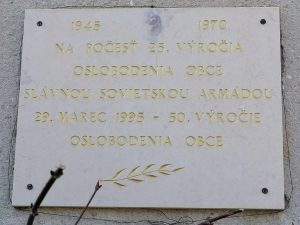 1945 1970
NA POČESŤ 25. VÝROČIA
OSLOBODENIA OBCE
SLÁVNOU SOVIETSKOU ARMÁDOU
29. MAREC 1995 - 50. VÝROČIE
OSLOBODENIA OBCE